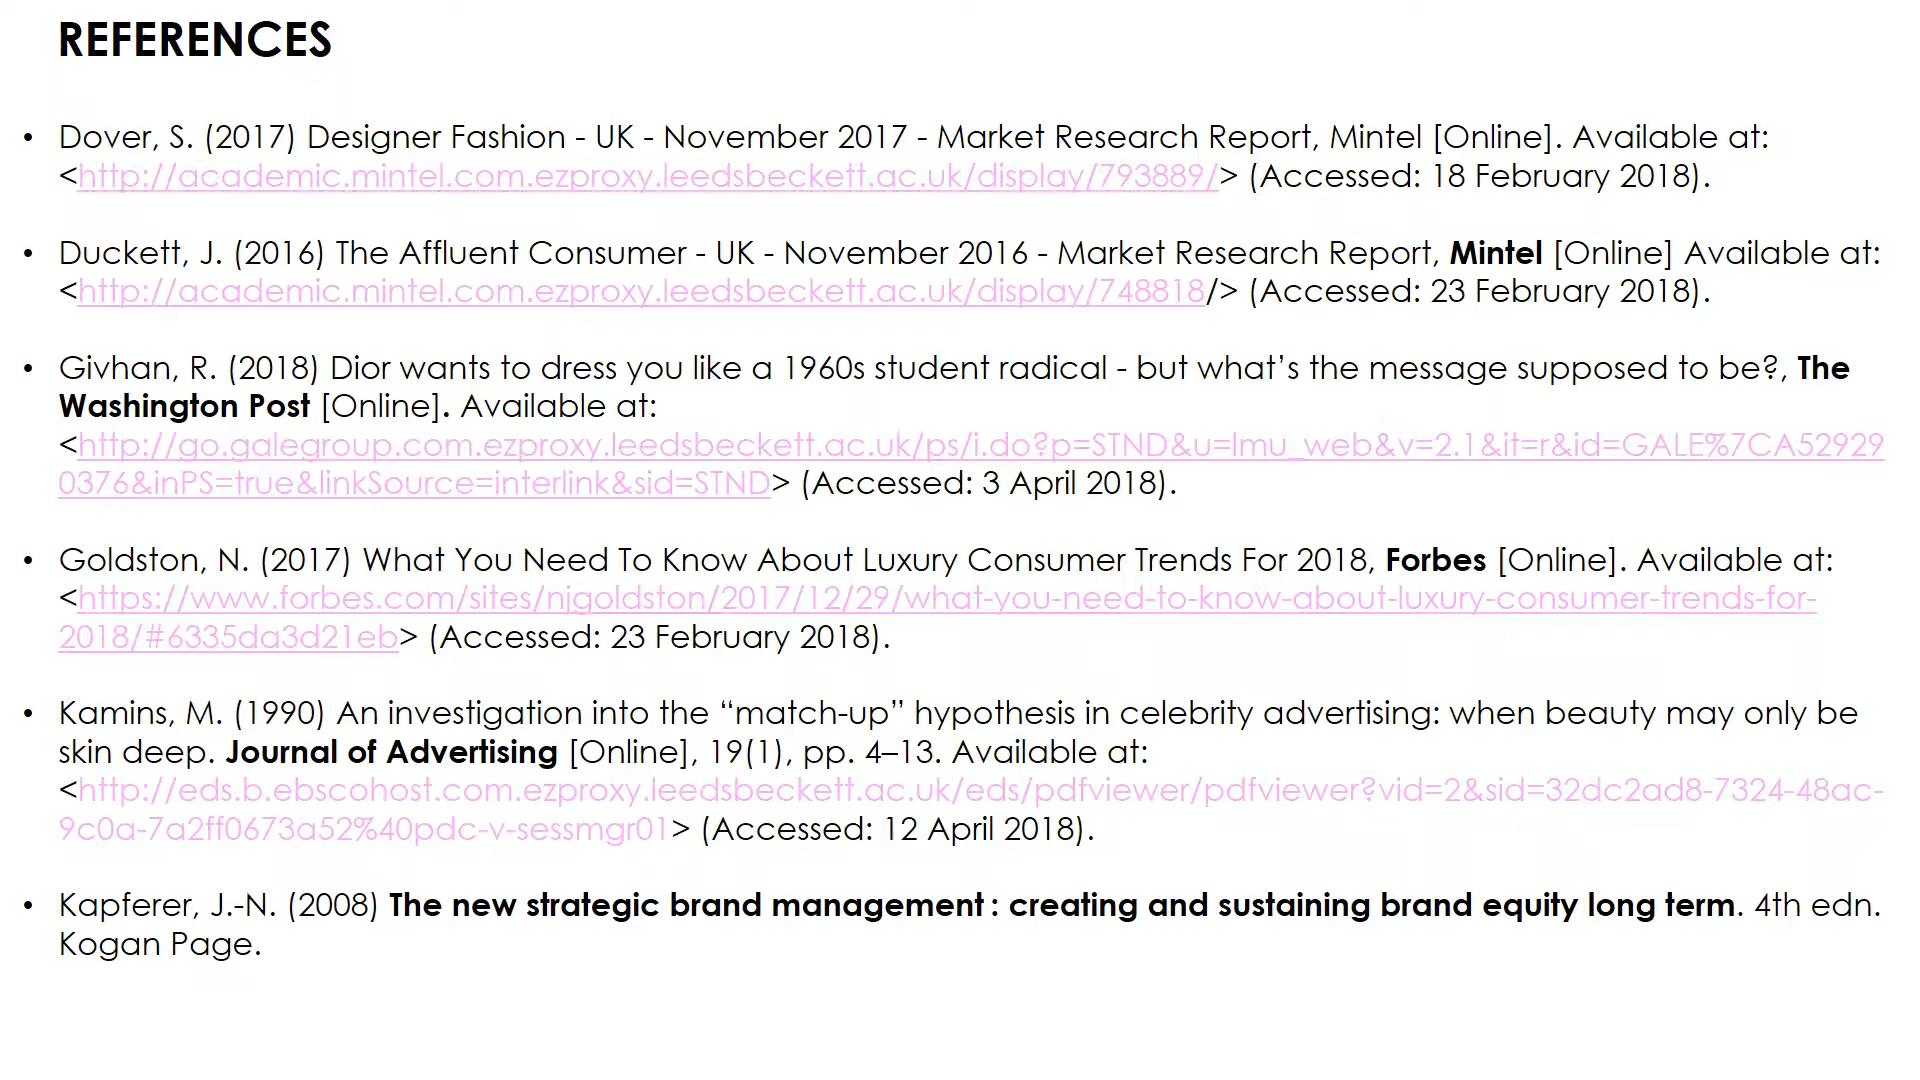 REFERENCES
• Dover, S. (2017) Designer Fashion - UK - November 2017 - Market Research Report, Mintel [Online]. Available at:
<http://academic.mintel.com.ezproxy.leedsbeckett.ac.uk/display/793889/> (Accessed: 18 February 2018).
• Duckett, J. (2016) The Affluent Consumer - UK - November 2016 - Market Research Report, Mintel [Online] Available at:
<http://academic.mintel.com.ezproxy.leedsbeckett.ac.uk/display/748818/> (Accessed: 23 February 2018).
• Givhan, R. (2018) Dior wants to dress you like a 1960s student radical - but what’s the message supposed to be?, The
Washington Post [Online]. Available at:
<http://go.galegroup.com.ezproxy.leedsbeckett.ac.uk/ps/i.do?p=STND&u=lmu_web&v=2.1&it=r&id=GALE%7CA52929
0376&inPS=true&linkSource=interlink&sid=STND> (Accessed: 3 April 2018).
• Goldston, N. (2017) What You Need To Know About Luxury Consumer Trends For 2018, Forbes [Online]. Available at:
<https://www.forbes.com/sites/njgoldston/2017/12/29/what-you-need-to-know-about-luxury-consumer-trends-for-
2018/#6335da3d21eb> (Accessed: 23 February 2018).
• Kamins, M. (1990) An investigation into the “match-up” hypothesis in celebrity advertising: when beauty may only be
skin deep. Journal of Advertising [Online], 19(1), pp. 4–13. Available at:
<http://eds.b.ebscohost.com.ezproxy.leedsbeckett.ac.uk/eds/pdfviewer/pdfviewer?vid=2&sid=32dc2ad8-7324-48ac-
9c0a-7a2ff0673a52%40pdc-v-sessmgr01> (Accessed: 12 April 2018).
• Kapferer, J.-N. (2008) The new strategic brand management : creating and sustaining brand equity long term. 4th edn.
Kogan Page.